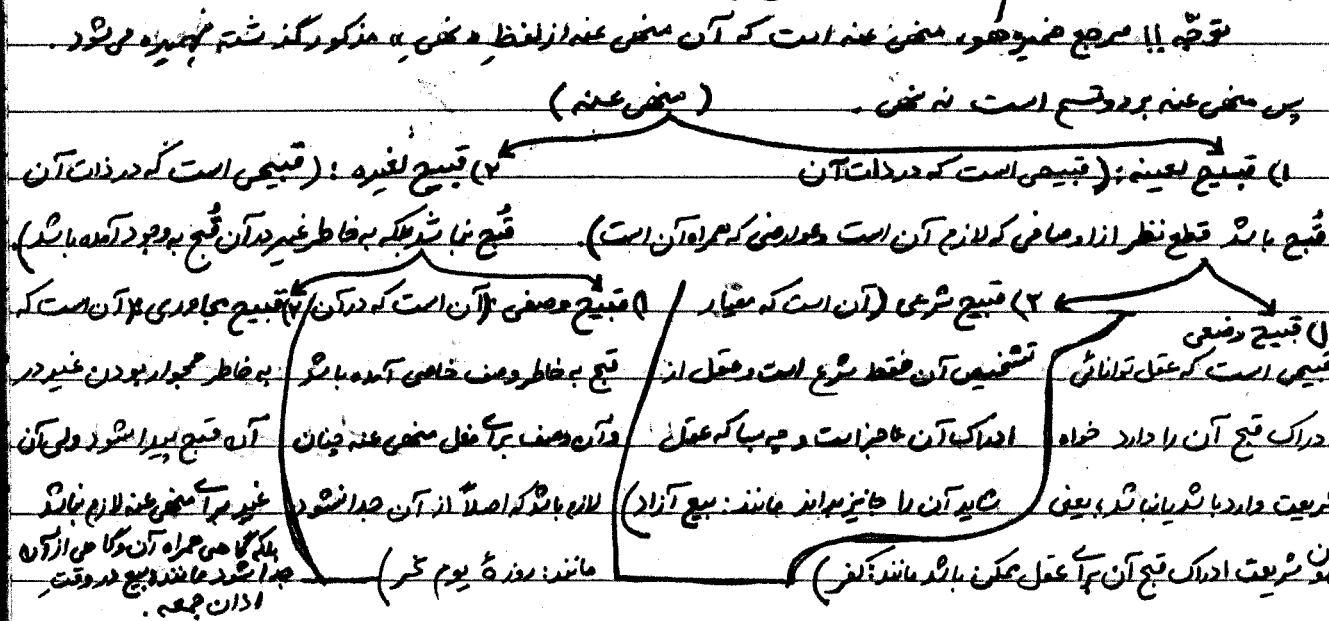 توجّه!! مرجع ضمیر هو، منهی عنه است که آن منهی عنه از لفظِ «نهی» مذکور گذشته فهمیده می‌شود.
پس منهی عنه بر دو قسم است نه نهی. (منهی عنه)
۱) قبیح لعینه: (قبیحی است که در ذات آن
قُبح باشد قطع نظر از اوصافی که لازم آن است و عوارضی که همراه آن است).
۲) قبیح لغیره: (قبیحی است که در ذات آن
قُبح نباشد بلکه به خاطر غیر در آن قُبح به وجود آمده باشد).
۱) قبیح وضعی
قبیحی است که عقل توانائی
دراک قبح آن را دارد خواه
شریعت وارد باشد یا نباشد، یعنی
بدون شریعت ادراک قبح آن برای عقل ممکن باشد مانند: کفر)
۲) قبیح شرعی (آن است که معیار
تشخیص آن فقط شرع است و عقل از
ادراک آن عاجز است و چه بسا که عقل
شاید آن را جایز بداند مانند: بیع آزاد)
۱) قبیح وصفی: (آن است که در آن
قبح به خاطر وصف خاصی آمده باشد
و آن وصف برای فعل منهی عنه چنان
لازم باشد که اصلاً از آن جدا نشود
مانند: روزهٔ یوم نحر)
۲) قبیح مجاوری: آن است که
به خاطر همجوار بودن غیر در
آن قبح پیدا شود ولی آن
غیر برای منهی عنه لازم نباشد
بلکه گاهی همراه آن و گاهی از آن
جدا شود مانند: بیع در وقتِ
اذان جمعه.